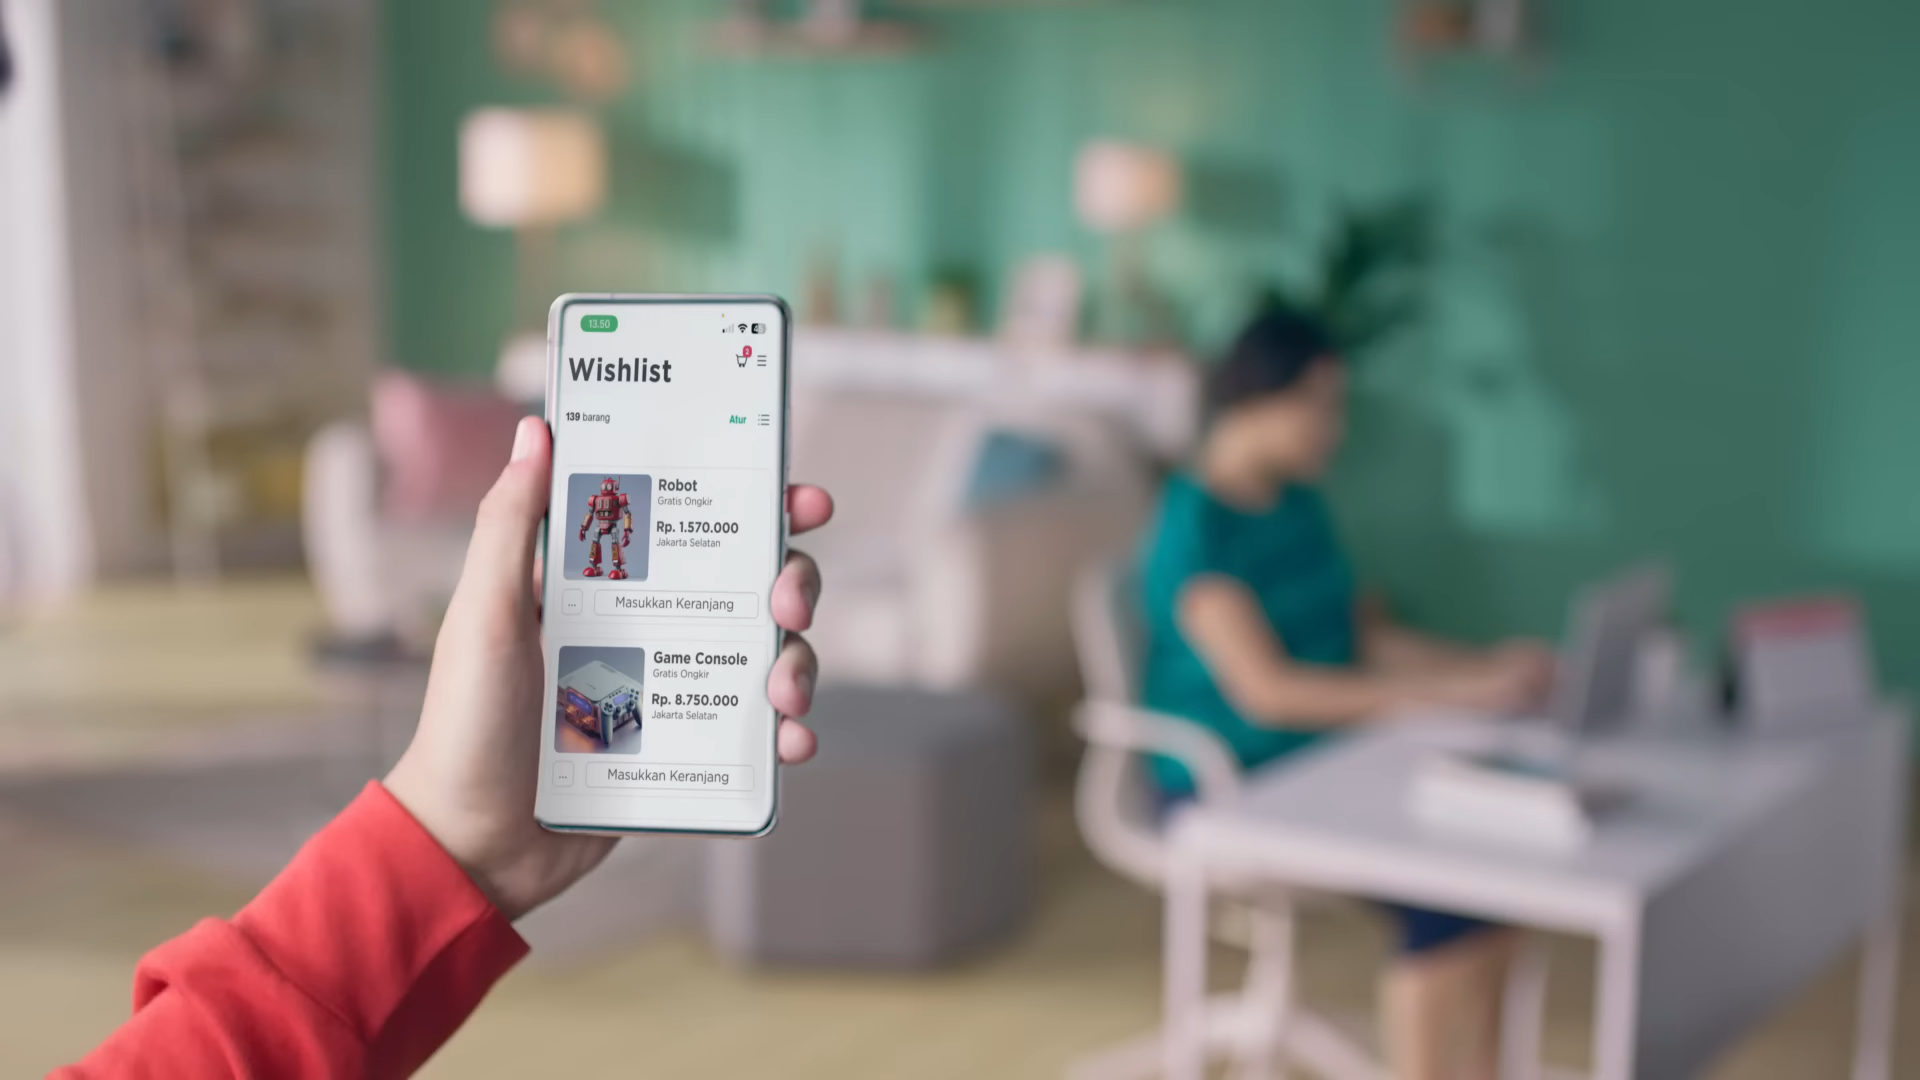 13.50
2
Wishlist
139 barang
Atur
Robot
Gratis Ongkir
Rp. 1.570.000
Jakarta Selatan
... Masukkan Keranjang
Game Console
Gratis Ongkir
Rp. 8.750.000
Jakarta Selatan
... Masukkan Keranjang